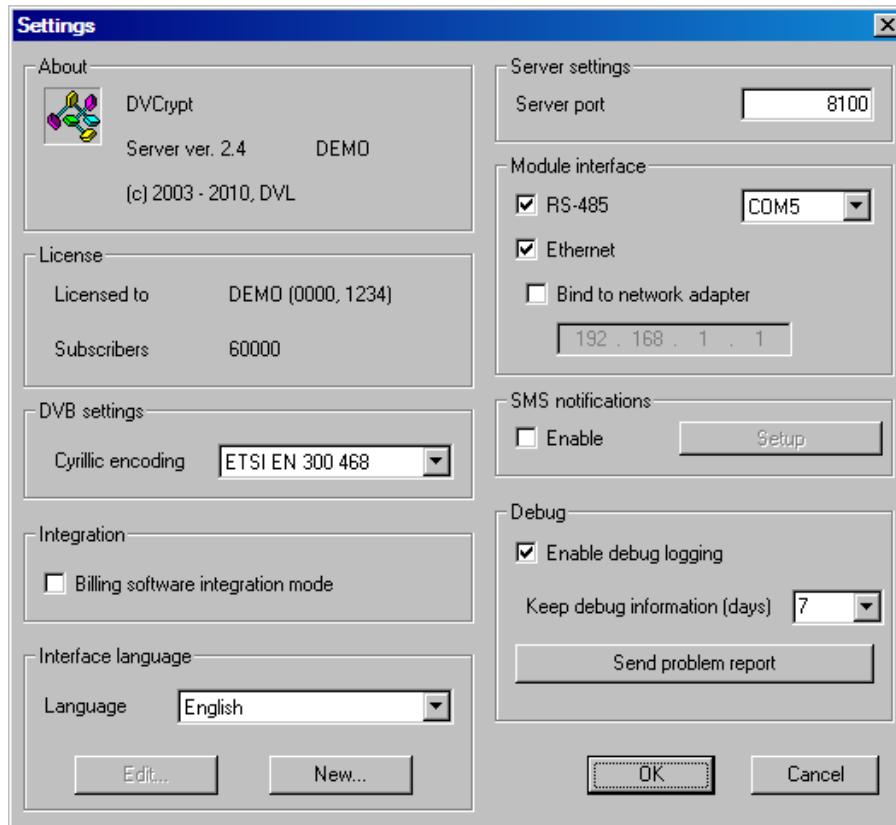 Settings
About
DVCrypt
Server ver. 2.4 DEMO
(c) 2003 - 2010, DVL
License
Licensed to DEMO (0000, 1234)
Subscribers 60000
DVB settings
Cyrillic encoding ETSI EN 300 468
Integration
Billing software integration mode
Interface language
Language English
Edit... New...
Server settings
Server port 8100
Module interface
RS-485 COM5
Ethernet
Bind to network adapter
192 . 168 . 1 . 1
SMS notifications
Enable Setup
Debug
Enable debug logging
Keep debug information (days) 7
Send problem report
OK Cancel